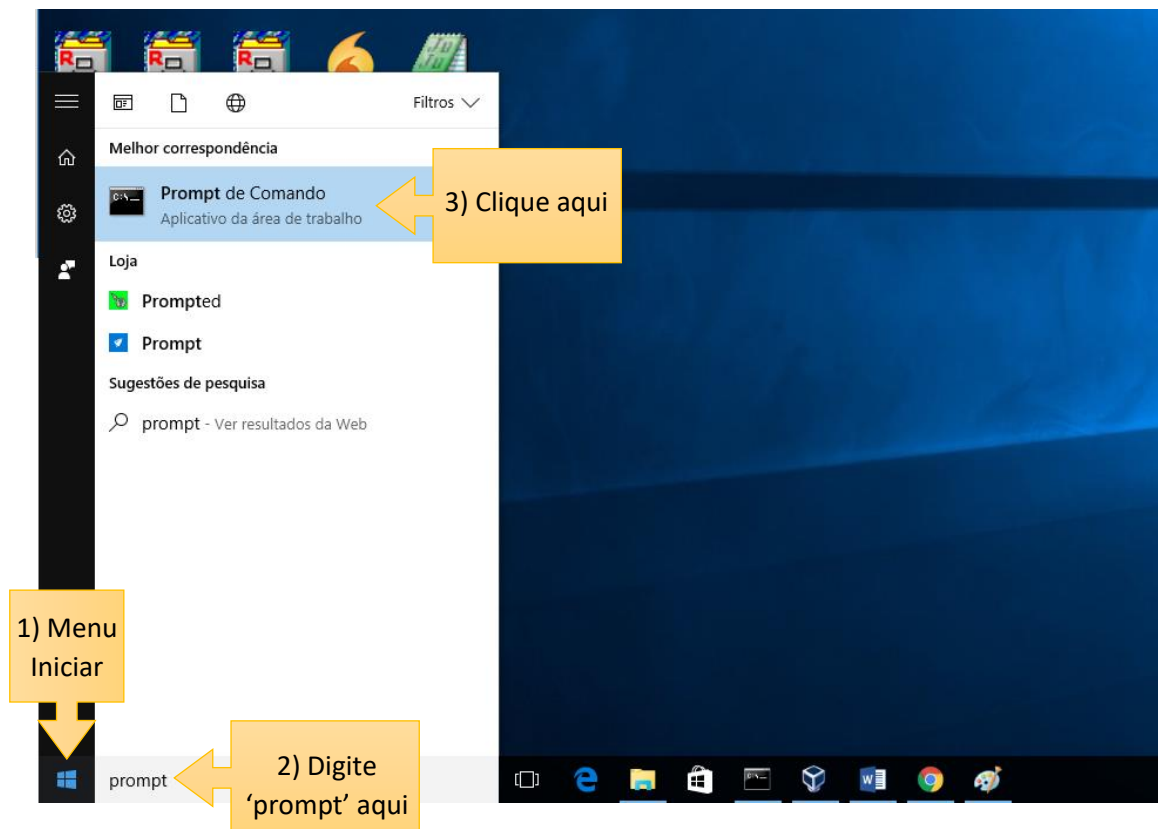 Filtros
Melhor correspondência
Prompt de Comando
Aplicativo da área de trabalho
3) Clique aqui
Loja
Prompted
Prompt
Sugestões de pesquisa
prompt - Ver resultados da Web
1) Menu
Iniciar
prompt
2) Digite
‘prompt’ aqui